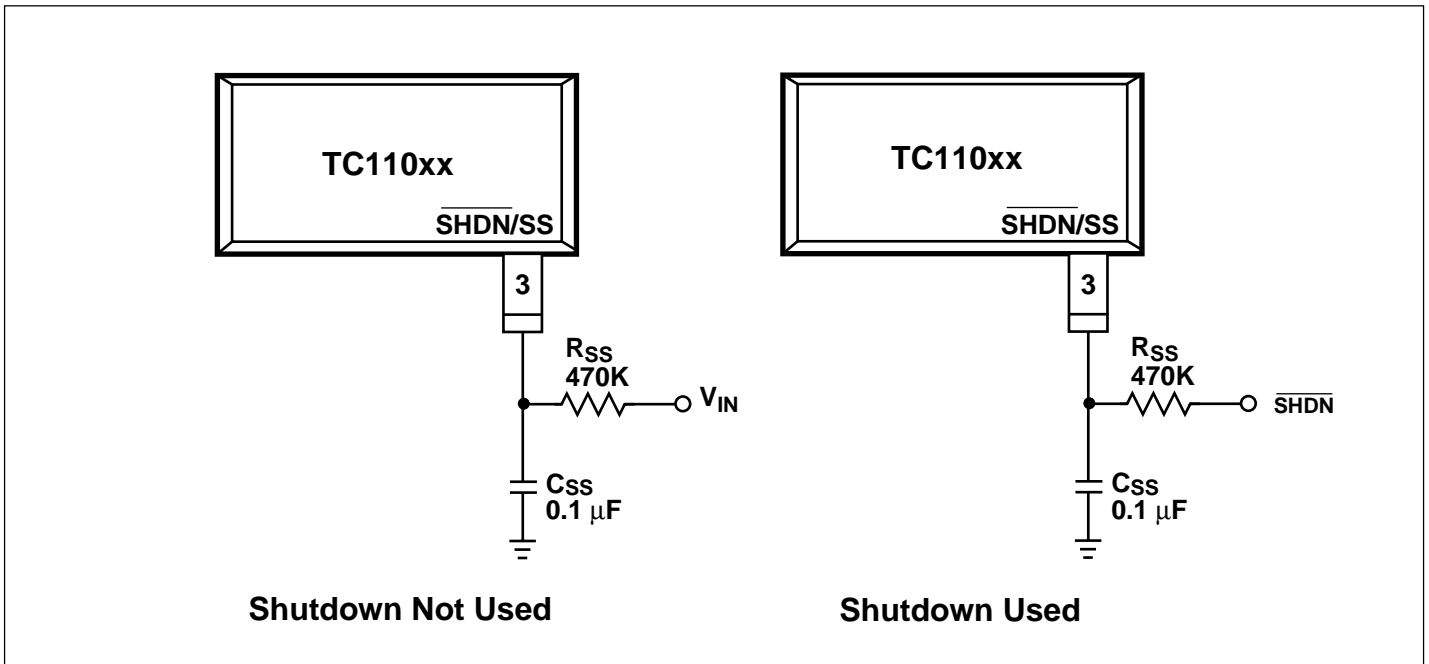 TC110xx
SHDN/SS
3
RSS
470K
VIN
CSS
0.1 μF
Shutdown Not Used
TC110xx
SHDN/SS
3
RSS
470K
SHDN
CSS
0.1 μF
Shutdown Used